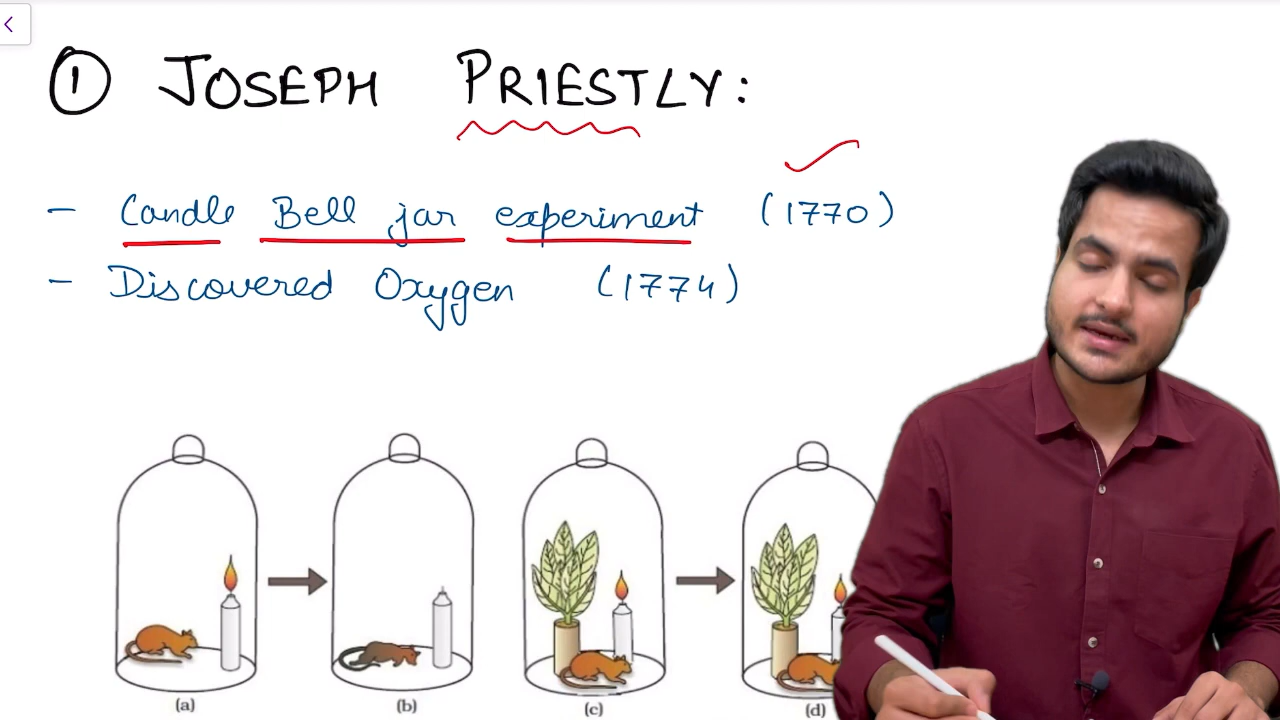 1 JOSEPH PRIESTLY:
- Candle Bell jar experiment (1770)
- Discovered Oxygen (1774)
(a) (b) (c) (d)